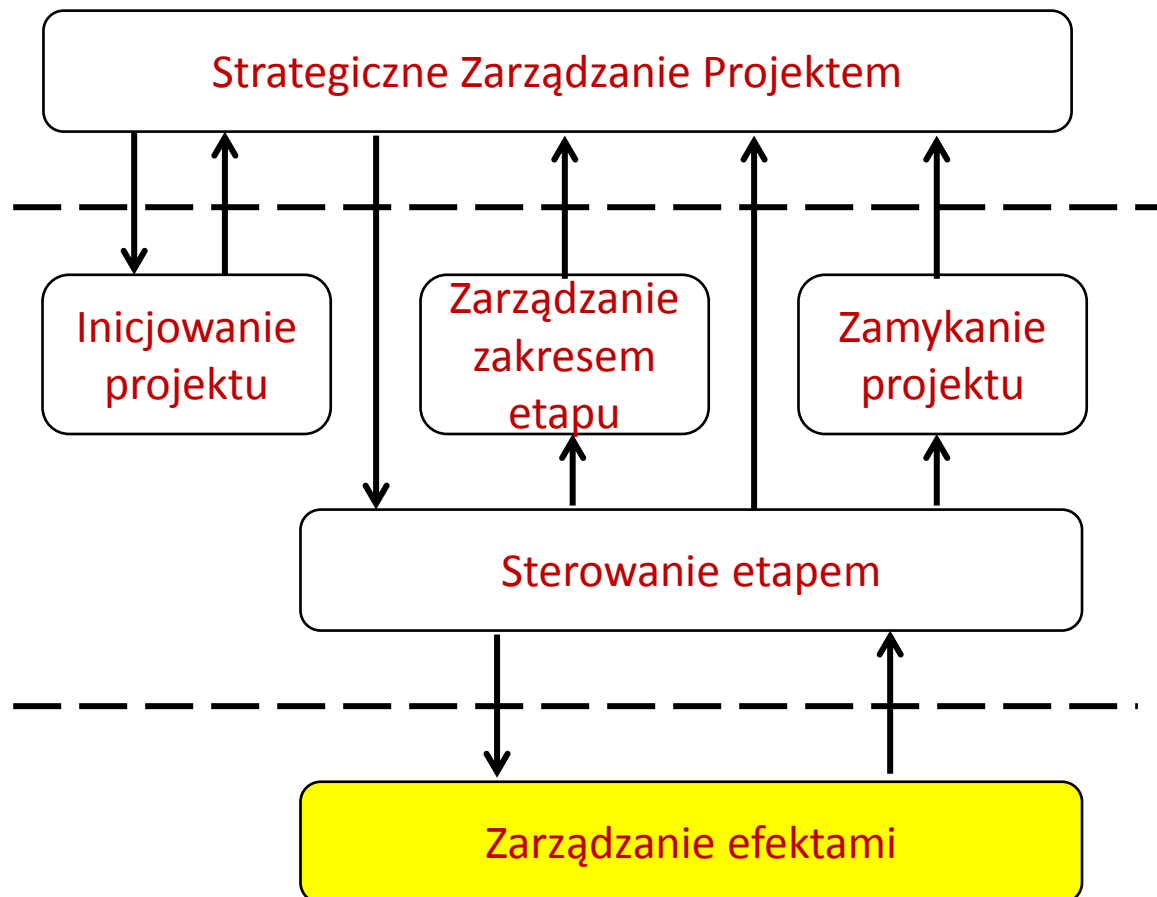 Strategiczne Zarządzanie Projektem
Inicjowanie
projektu
Zarządzanie
zakresem
etapu
Zamykanie
projektu
Sterowanie etapem
Zarządzanie efektami